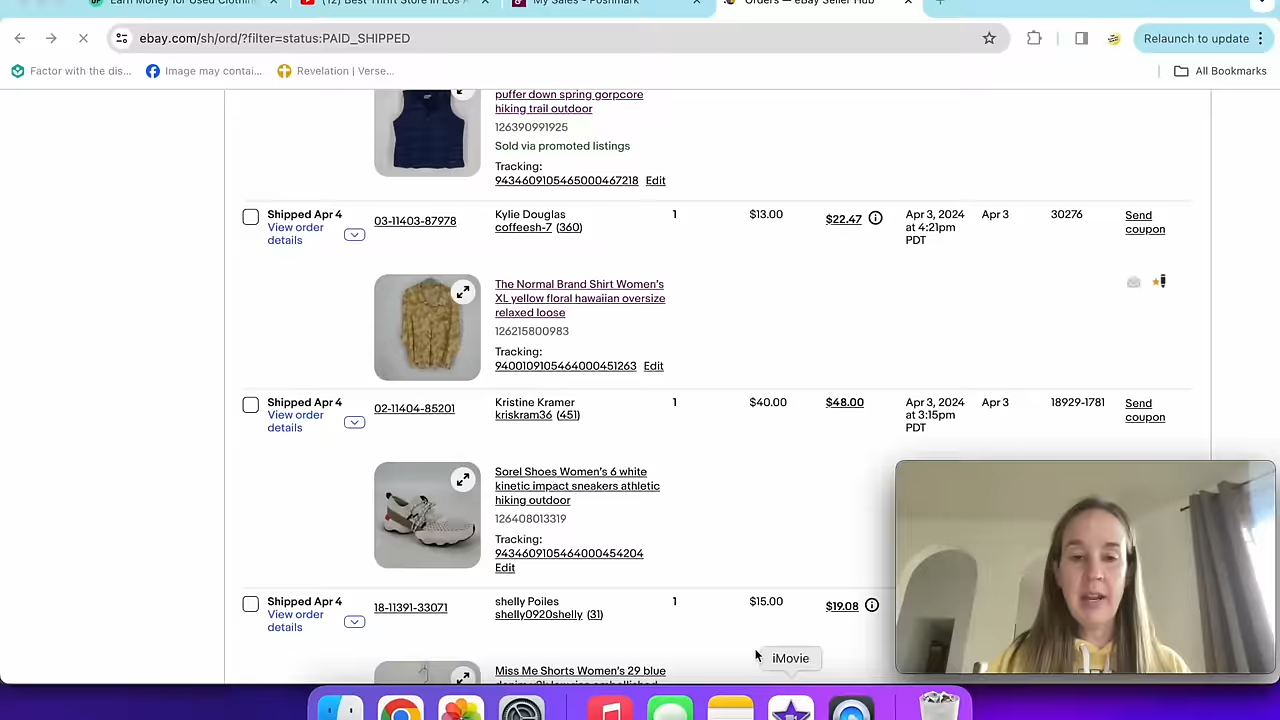 Earn Money for Used Clothin
(12) Best Thrift Store in Los A
My Sales - Poshmark
Orders — eBay Seller Hub
ebay.com/sh/ord/?filter=status:PAID_SHIPPED
Relaunch to update
Factor with the dis...
Image may contai...
Revelation | Verse...
All Bookmarks
puffer down spring gorpcore
hiking trail outdoor
126390991925
Sold via promoted listings
Tracking:
9434609105465000467218 Edit
Shipped Apr 4
View order
details
03-11403-87978
Kylie Douglas
coffeesh-7 (360)
1
$13.00
$22.47
Apr 3, 2024
at 4:21pm
PDT
Apr 3
30276
Send
coupon
The Normal Brand Shirt Women's
XL yellow floral hawaiian oversize
relaxed loose
126215800983
Tracking:
9400109105464000451263 Edit
Shipped Apr 4
View order
details
02-11404-85201
Kristine Kramer
kriskram36 (451)
1
$40.00
$48.00
Apr 3, 2024
at 3:15pm
PDT
Apr 3
18929-1781
Send
coupon
Sorel Shoes Women's 6 white
kinetic impact sneakers athletic
hiking outdoor
126408013319
Tracking:
9434609105464000454204
Edit
Shipped Apr 4
View order
details
18-11391-33071
shelly Poiles
shelly0920shelly (31)
1
$15.00
$19.08
Miss Me Shorts Women's 29 blue
iMovie